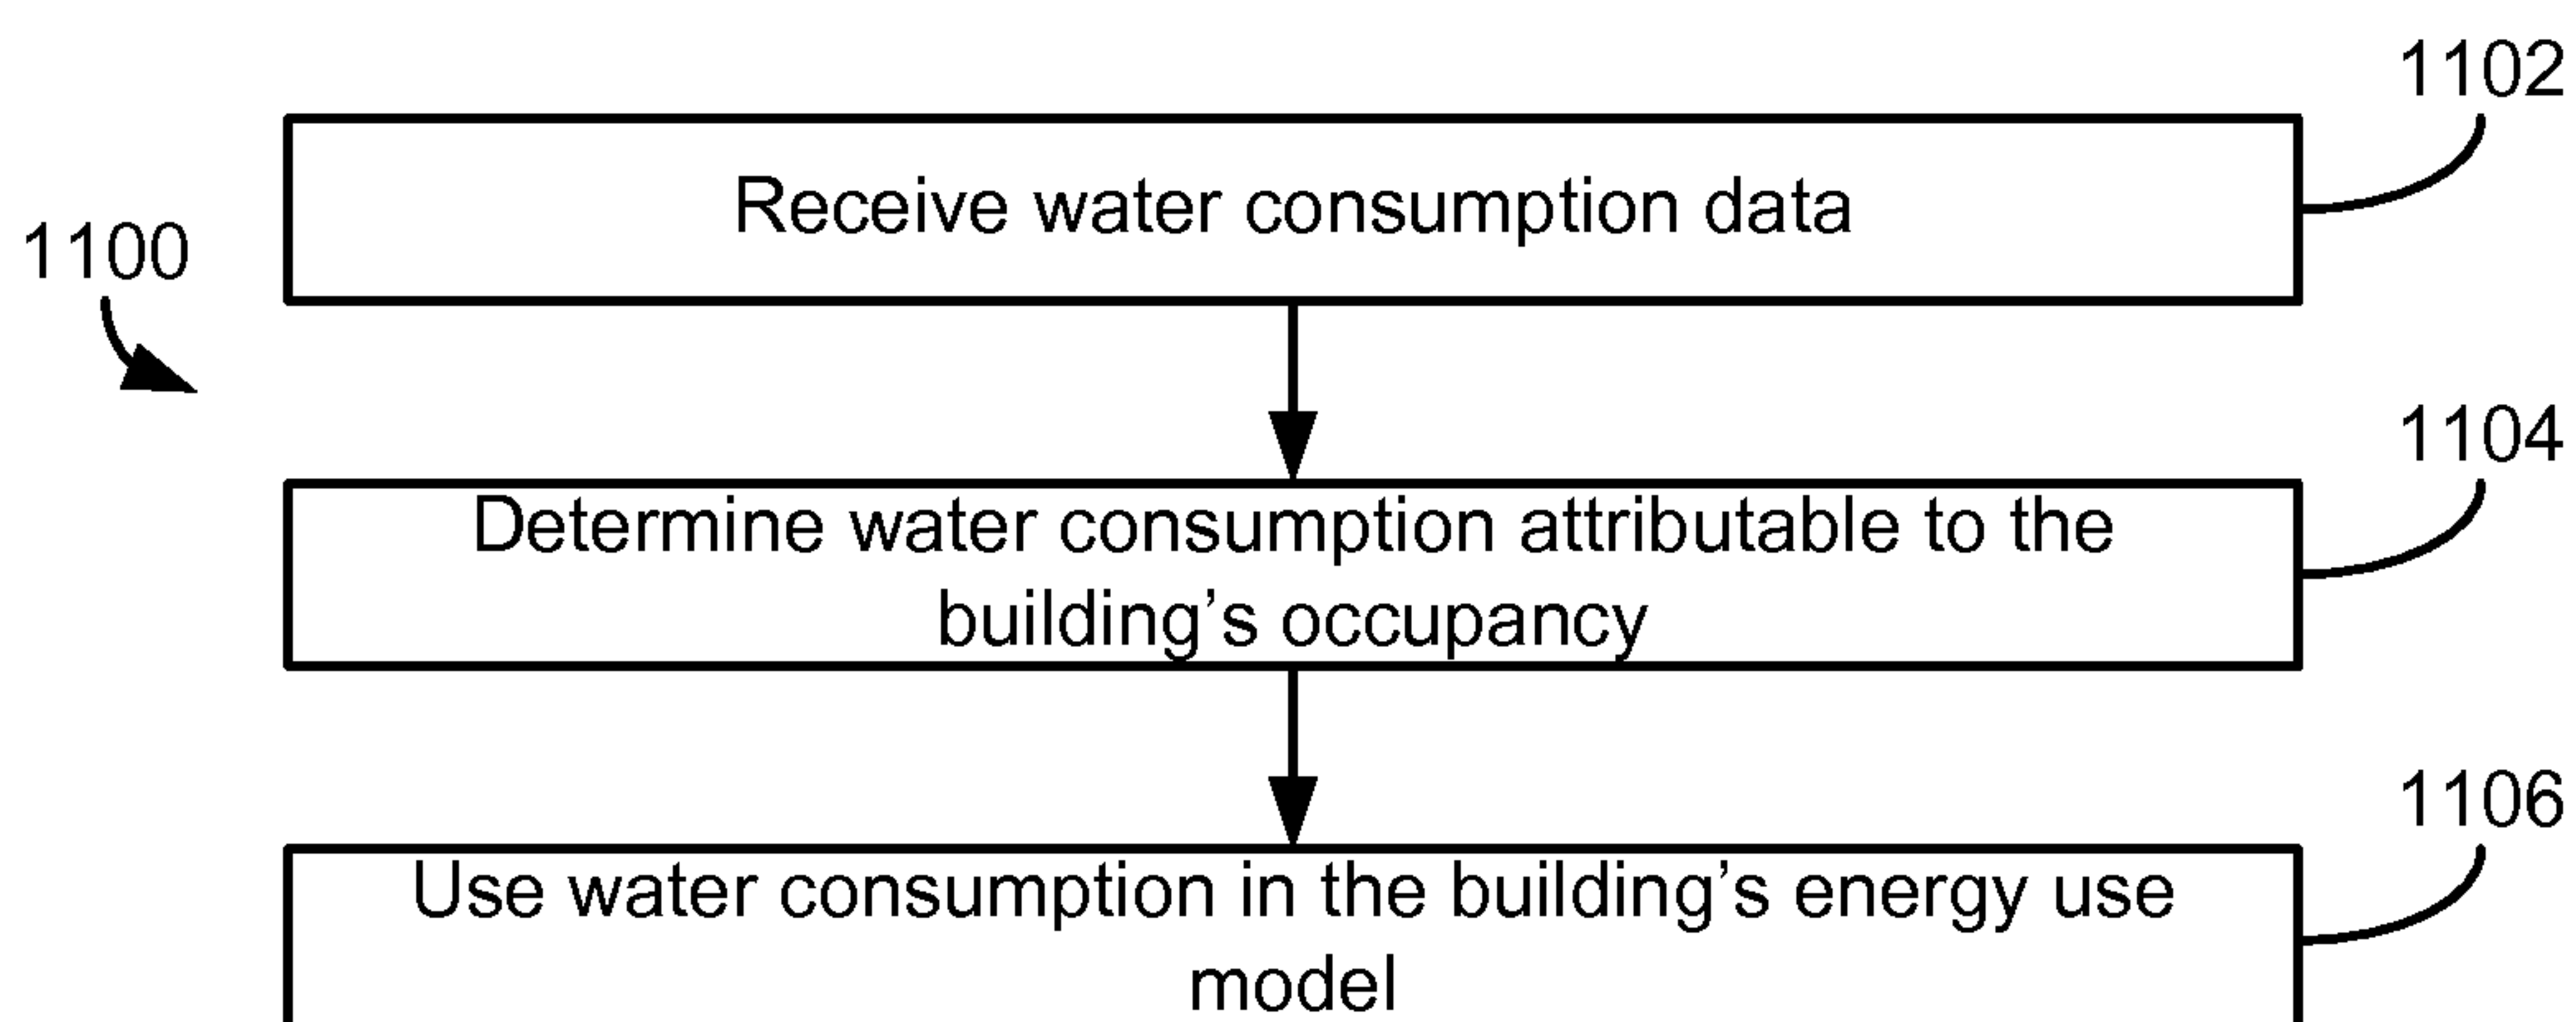 1102
Receive water consumption data
1100
1104
Determine water consumption attributable to the
building’s occupancy
1106
Use water consumption in the building’s energy use
model